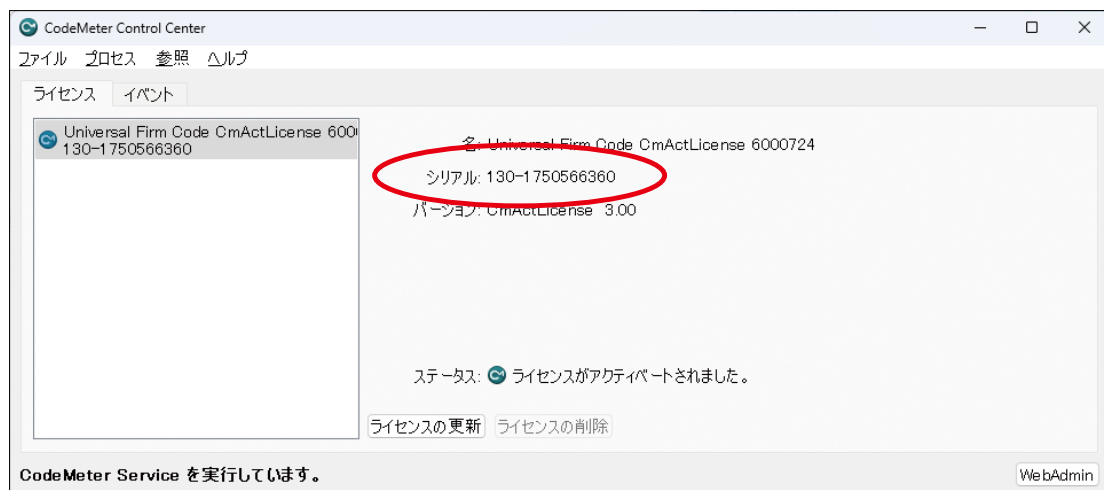 CodeMeter Control Center
ファイル プロセス 参照 ヘルプ
ライセンス イベント
Universal Firm Code CmActLicense 600
130-1750566360
名: Universal Firm Code CmActLicense 6000724
シリアル: 130-1750566360
バージョン: CmActLicense 3.00
ステータス: ライセンスがアクティベートされました。
ライセンスの更新 ライセンスの削除
CodeMeter Service を実行しています。
WebAdmin